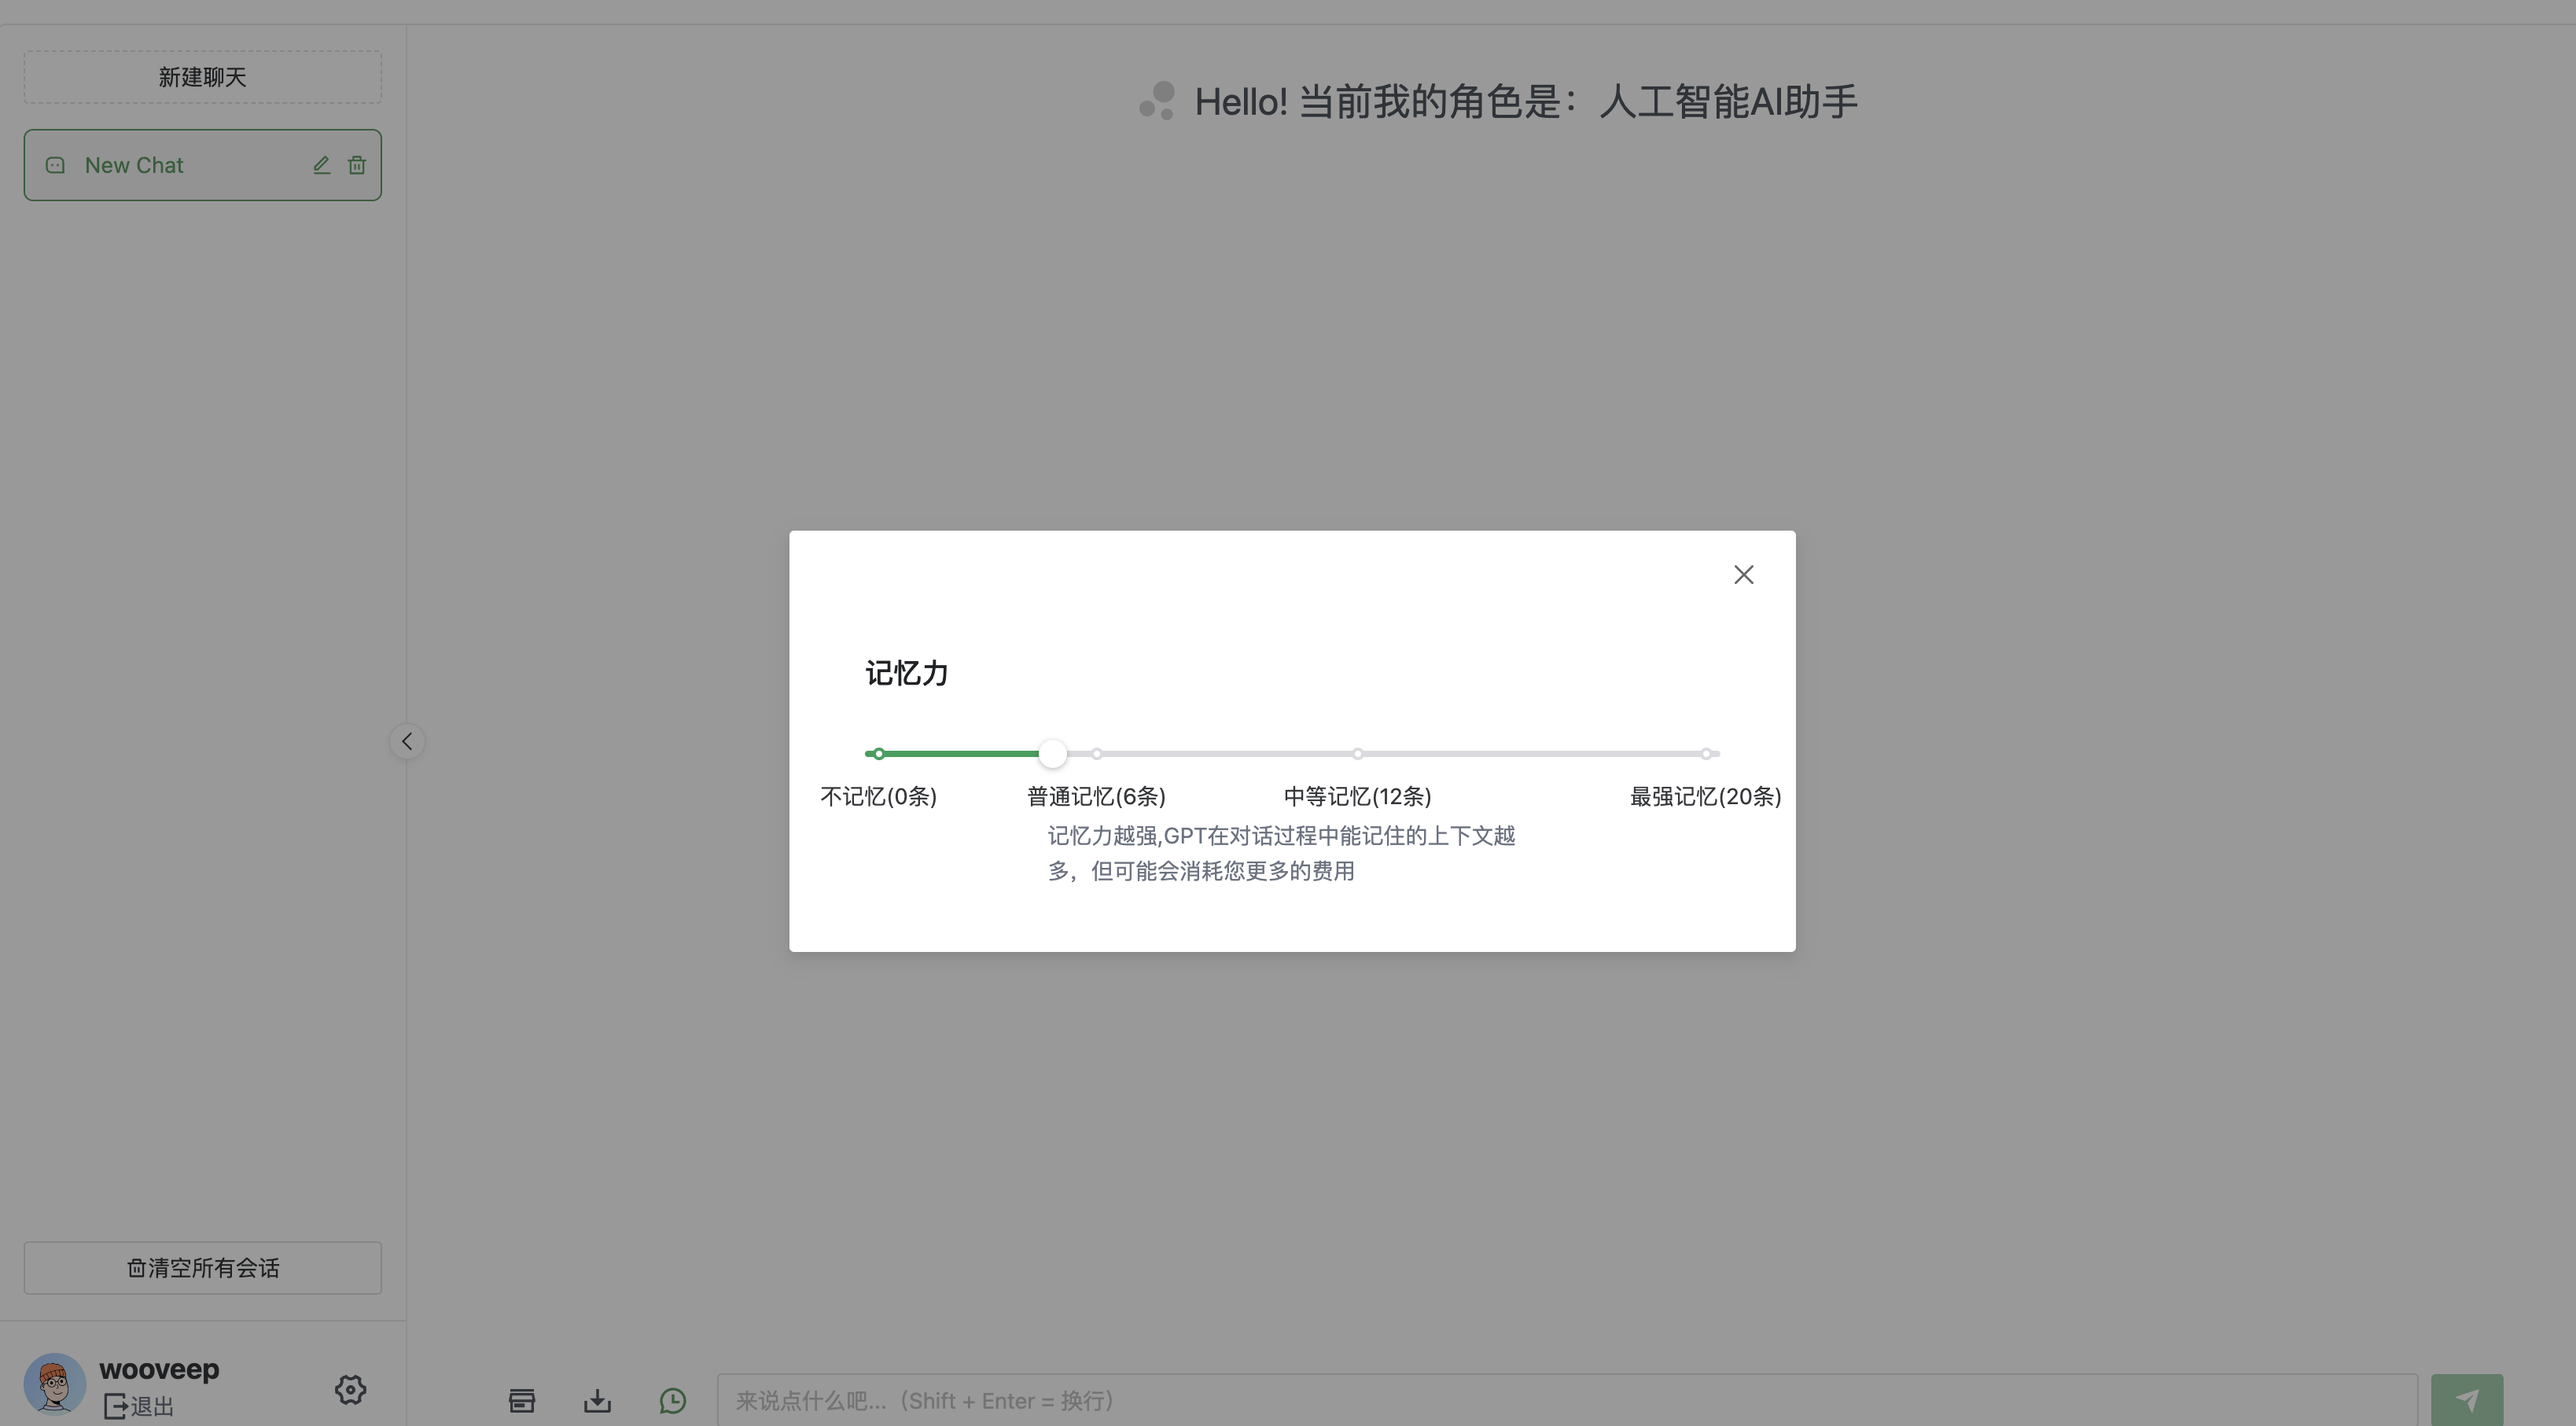 新建聊天
New Chat
Hello! 当前我的角色是：人工智能AI助手
记忆力
不记忆(0条)
普通记忆(6条)
中等记忆(12条)
最强记忆(20条)
记忆力越强,GPT在对话过程中能记住的上下文越
多，但可能会消耗您更多的费用
清空所有会话
wooveep
退出
来说点什么吧...（Shift + Enter = 换行）